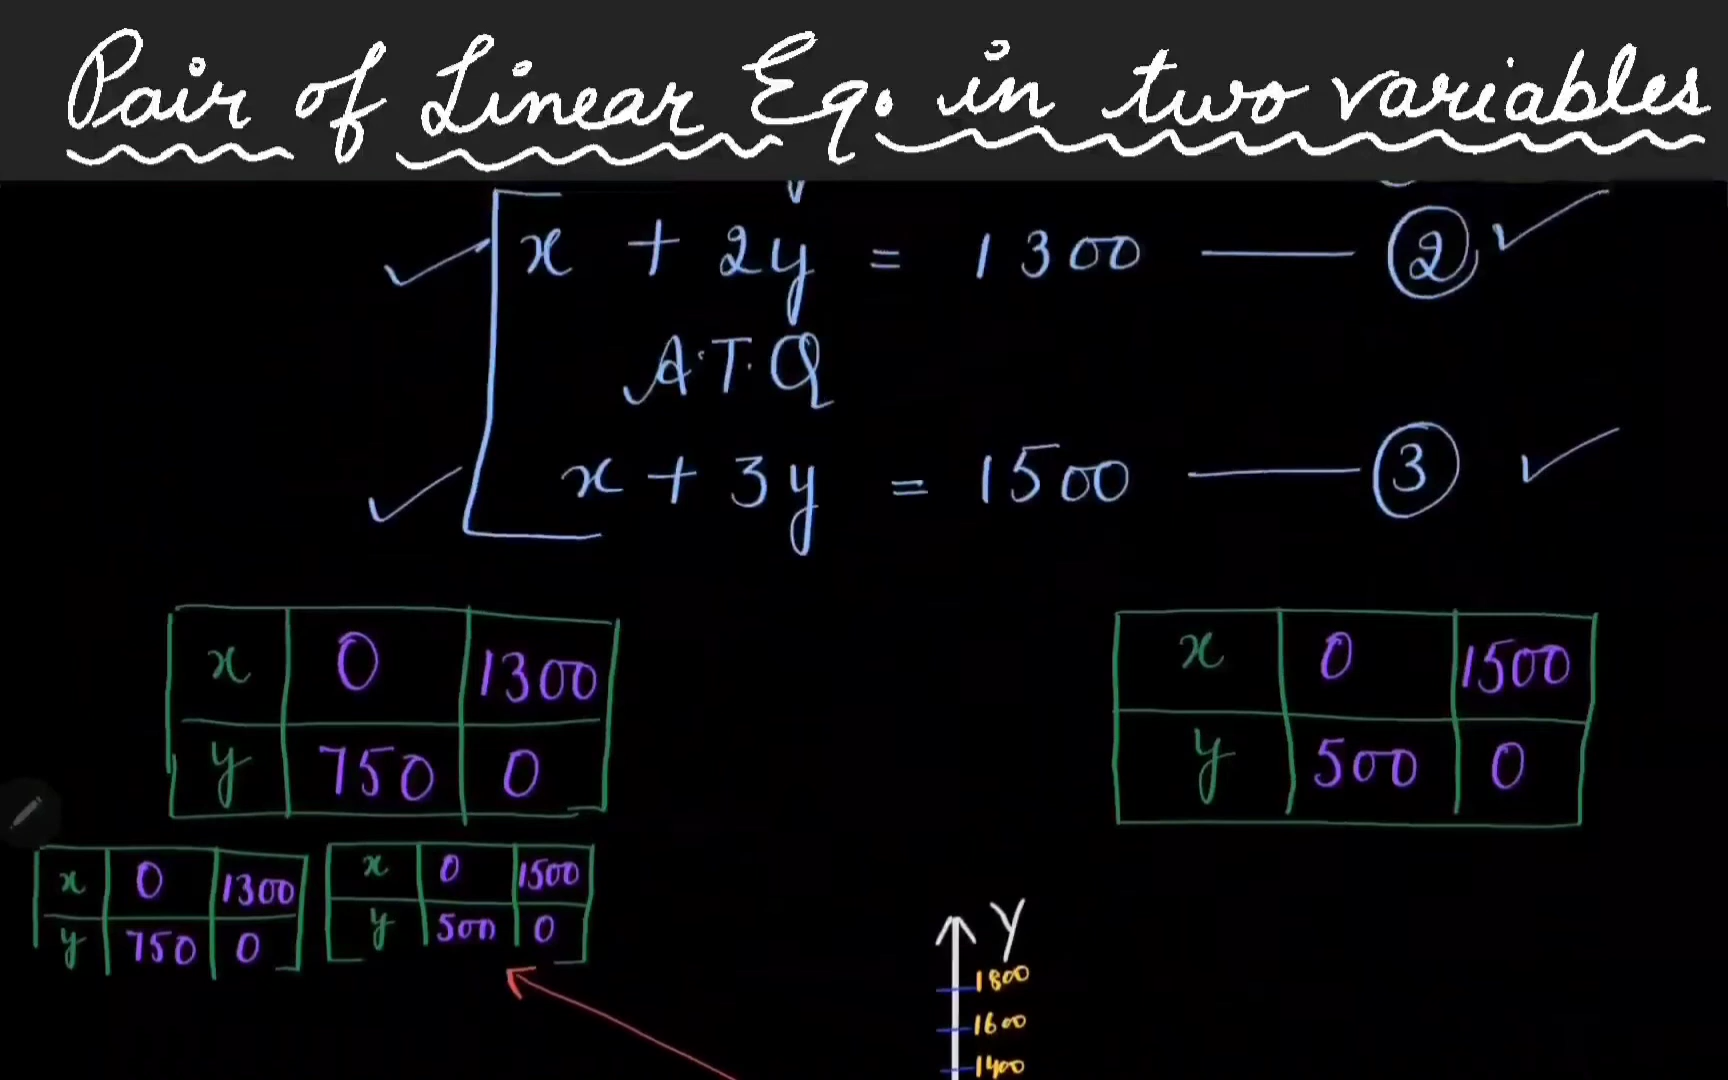 Pair of Linear Eq. in two variables
x + 2y = 1300 —— 2
A.T.Q
x + 3y = 1500 —— 3
x 0 1300
y 750 0
x 0 1500
y 500 0
x 0 1300
y 750 0
x 0 1500
y 500 0
Y
1800
1600
1400